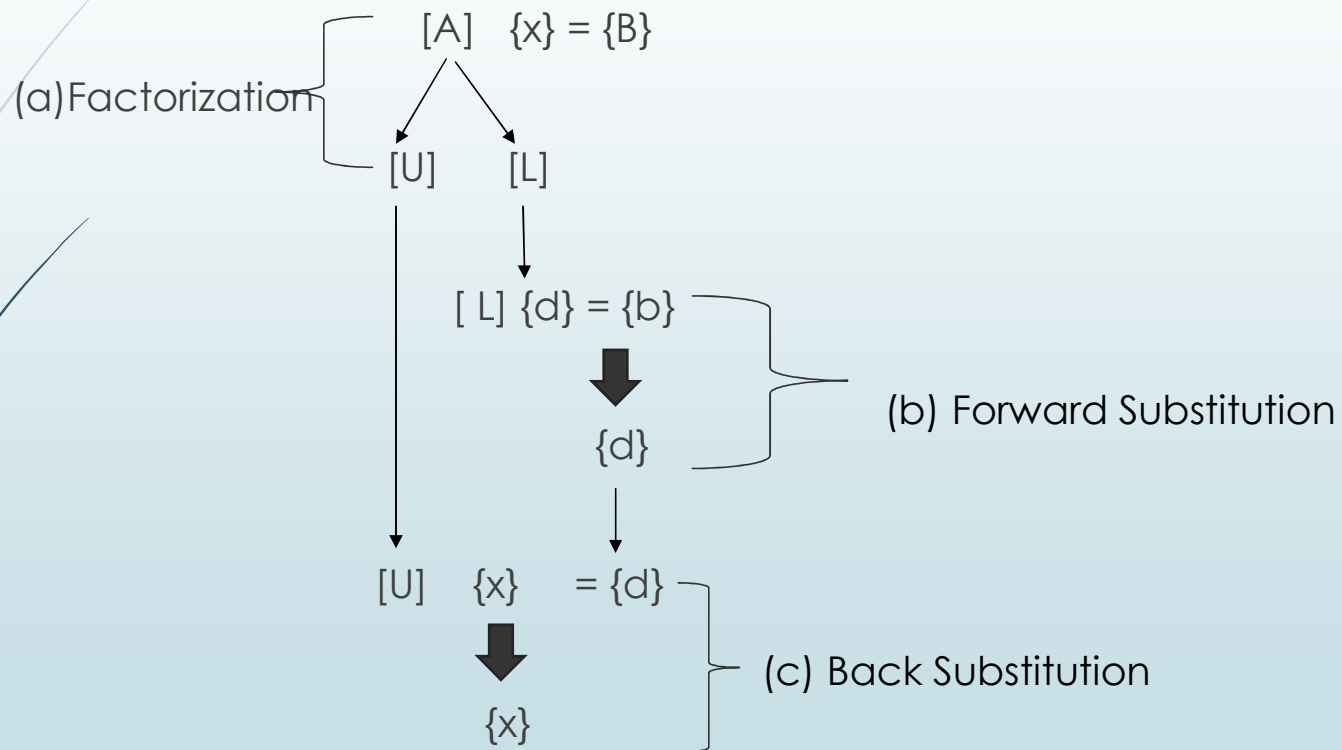 [A] {x} = {B}
(a)Factorization
[U] [L]
[ L] {d} = {b}
(b) Forward Substitution
{d}
[U] {x} = {d}
(c) Back Substitution
{x}